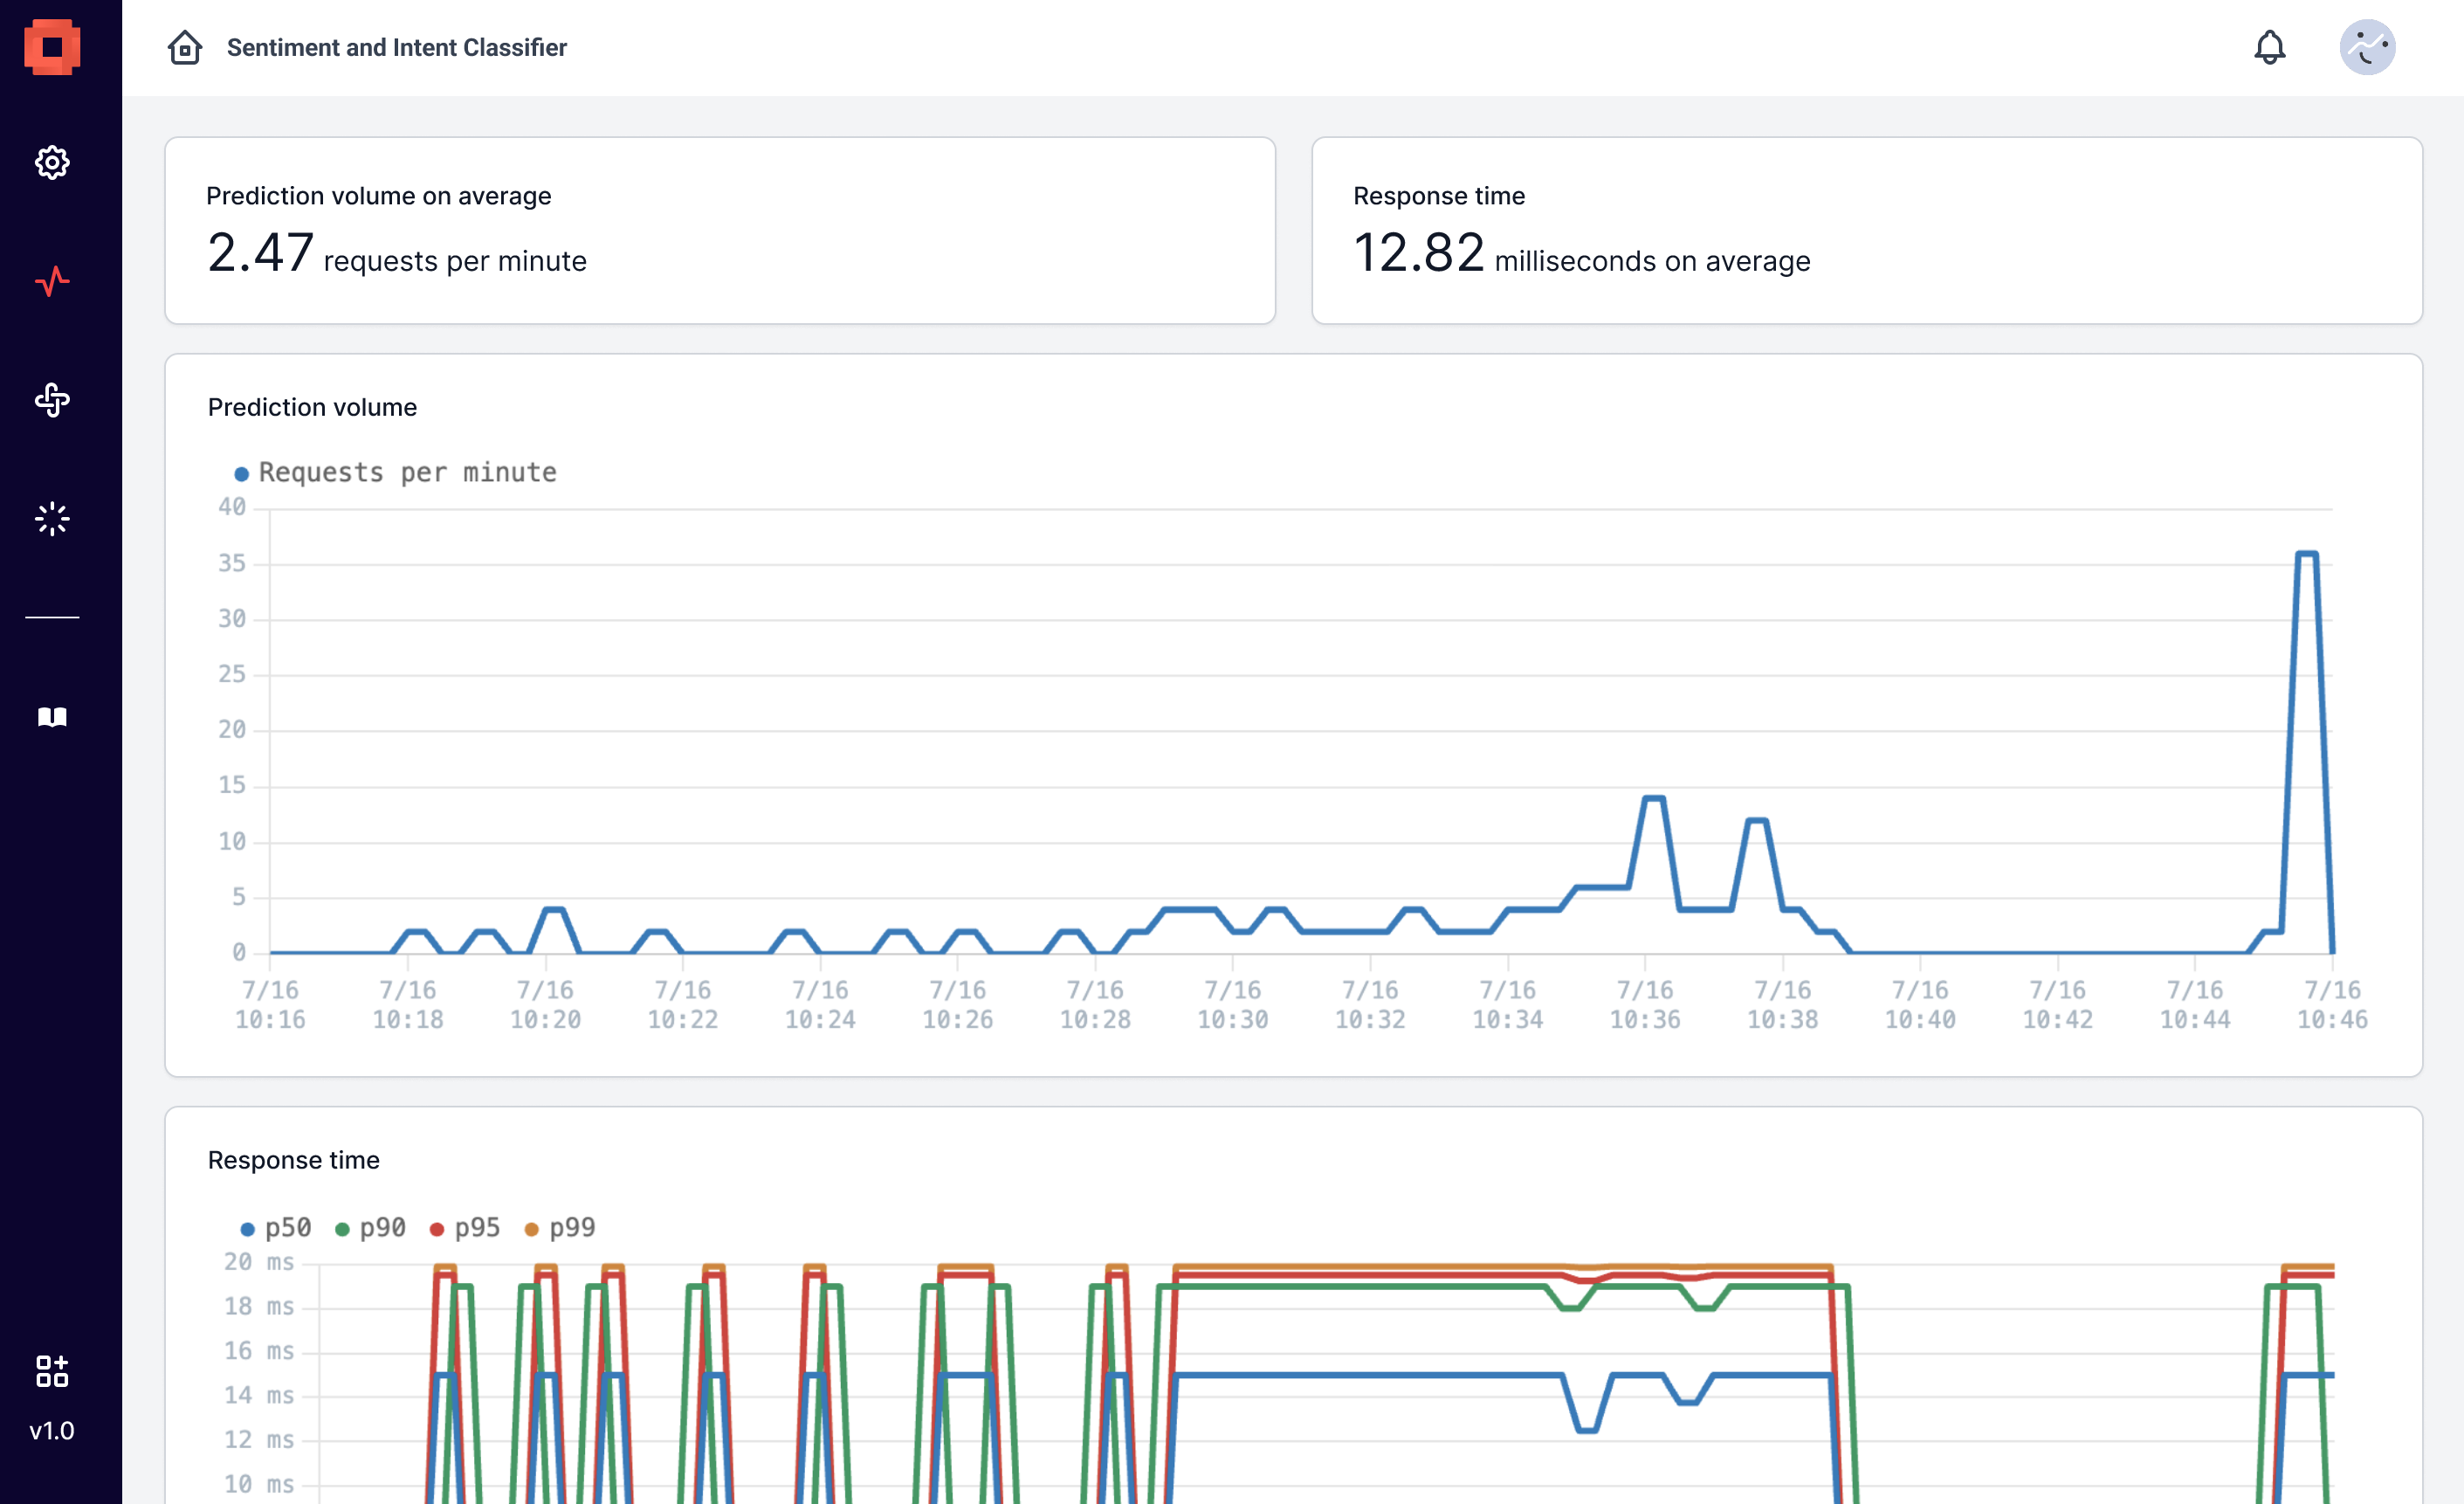 Sentiment and Intent Classifier
Prediction volume on average
2.47 requests per minute
Response time
12.82 milliseconds on average
Prediction volume
Requests per minute
40
35
30
25
20
15
10
5
0
7/16 7/16 7/16 7/16 7/16 7/16 7/16 7/16 7/16 7/16 7/16 7/16 7/16 7/16 7/16 7/16
10:16 10:18 10:20 10:22 10:24 10:26 10:28 10:30 10:32 10:34 10:36 10:38 10:40 10:42 10:44 10:46
Response time
p50 p90 p95 p99
20 ms
18 ms
16 ms
14 ms
12 ms
10 ms
v1.0